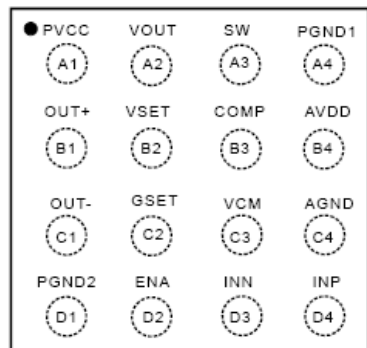 PVCC VOUT SW PGND1
A1 A2 A3 A4
OUT+ VSET COMP AVDD
B1 B2 B3 B4
OUT- GSET VCM AGND
C1 C2 C3 C4
PGND2 ENA INN INP
D1 D2 D3 D4